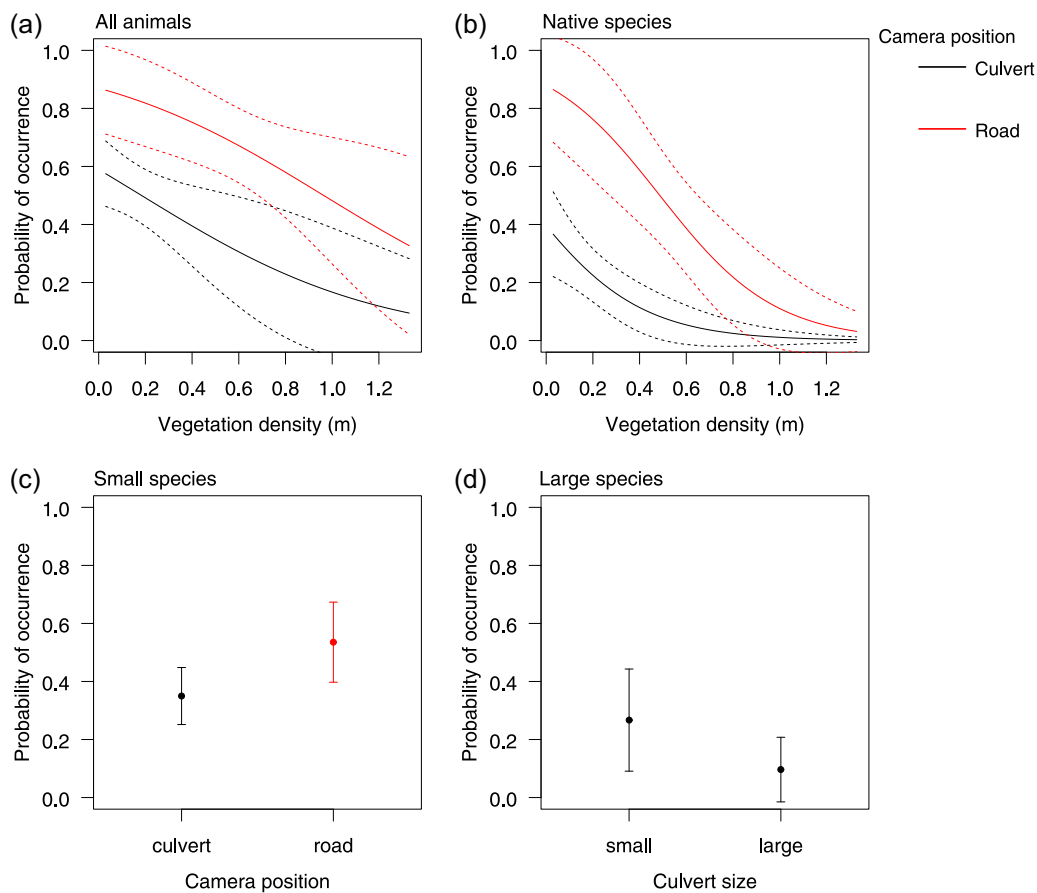 (a)
All animals
(b)
Native species
Camera position
Culvert
Road
Probability of occurrence
1.0
0.8
0.6
0.4
0.2
0.0
0.0 0.2 0.4 0.6 0.8 1.0 1.2
Vegetation density (m)
Probability of occurrence
1.0
0.8
0.6
0.4
0.2
0.0
0.0 0.2 0.4 0.6 0.8 1.0 1.2
Vegetation density (m)
(c)
Small species
Probability of occurrence
1.0
0.8
0.6
0.4
0.2
0.0
culvert road
Camera position
(d)
Large species
Probability of occurrence
1.0
0.8
0.6
0.4
0.2
0.0
small large
Culvert size